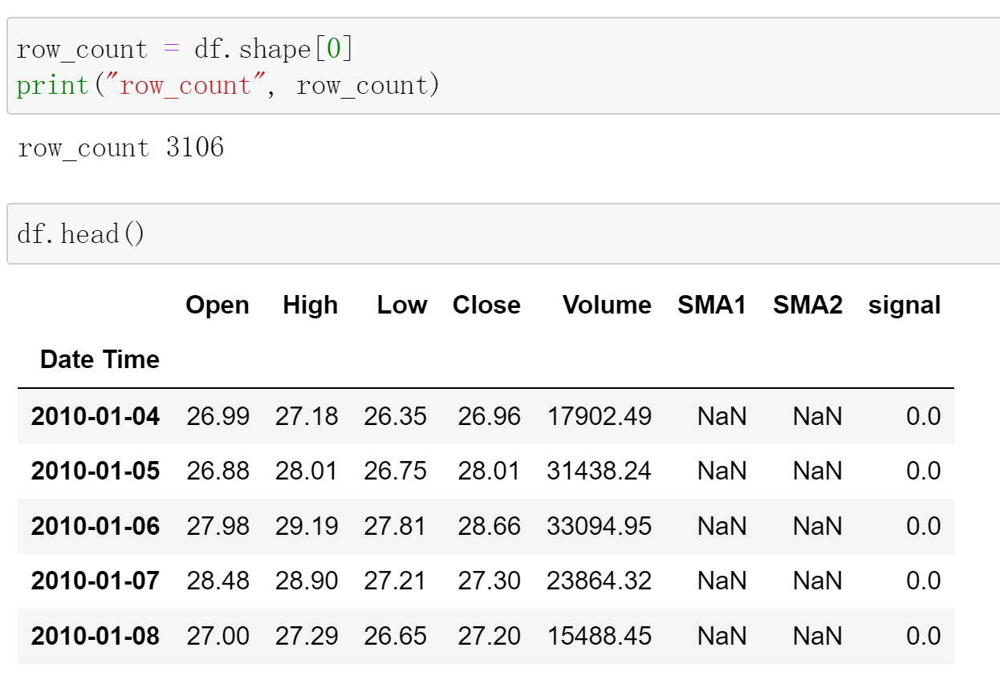 row_count = df.shape[0]
print("row_count", row_count)
row_count 3106
df.head()
Open High Low Close Volume SMA1 SMA2 signal
Date Time
2010-01-04 26.99 27.18 26.35 26.96 17902.49 NaN NaN 0.0
2010-01-05 26.88 28.01 26.75 28.01 31438.24 NaN NaN 0.0
2010-01-06 27.98 29.19 27.81 28.66 33094.95 NaN NaN 0.0
2010-01-07 28.48 28.90 27.21 27.30 23864.32 NaN NaN 0.0
2010-01-08 27.00 27.29 26.65 27.20 15488.45 NaN NaN 0.0